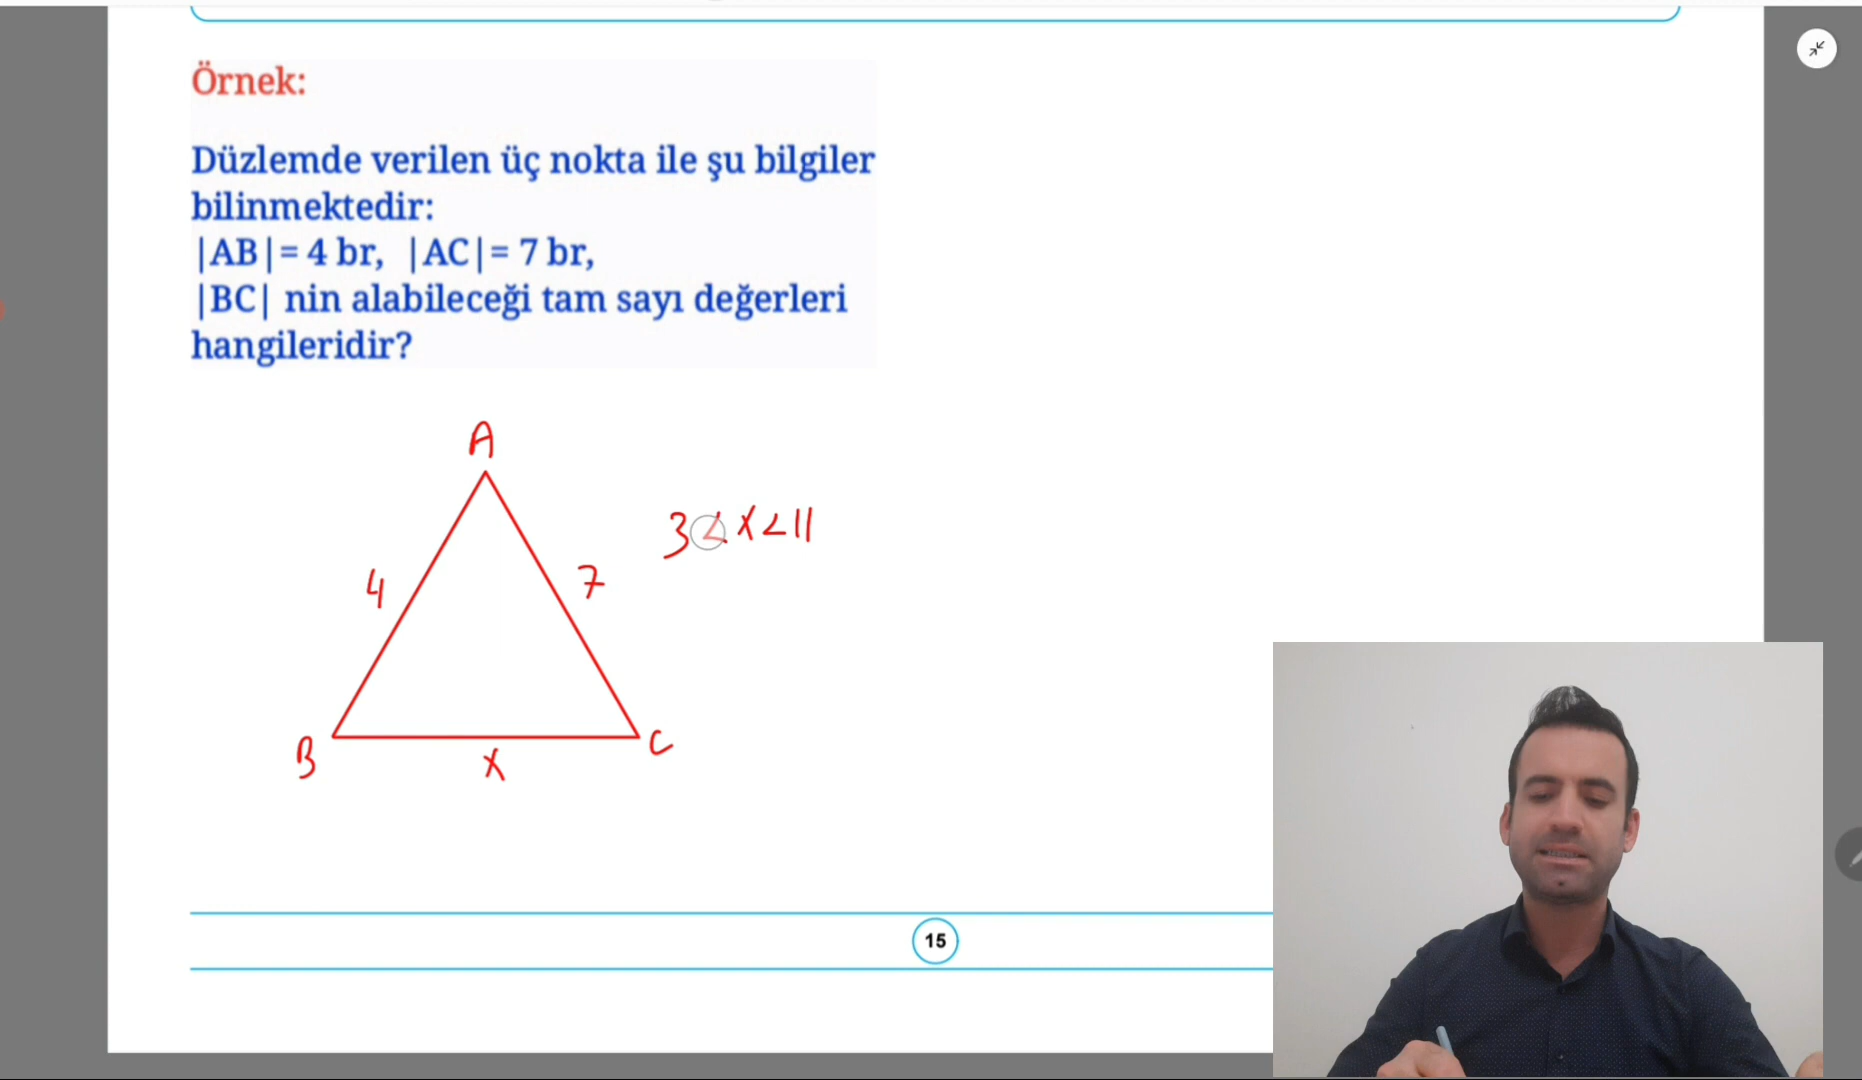 Örnek:
Düzlemde verilen üç nokta ile şu bilgiler
bilinmektedir:
|AB|= 4 br, |AC|= 7 br,
|BC| nin alabileceği tam sayı değerleri
hangileridir?
A
3 < x < 11
4
7
B
x
C
15